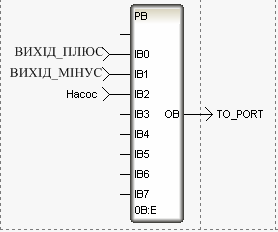 PB
ВИХІД_ПЛЮС
IB0
ВИХІД_МІНУС
IB1
Насос
IB2
IB3
OB
TO_PORT
IB4
IB5
IB6
IB7
0B:E